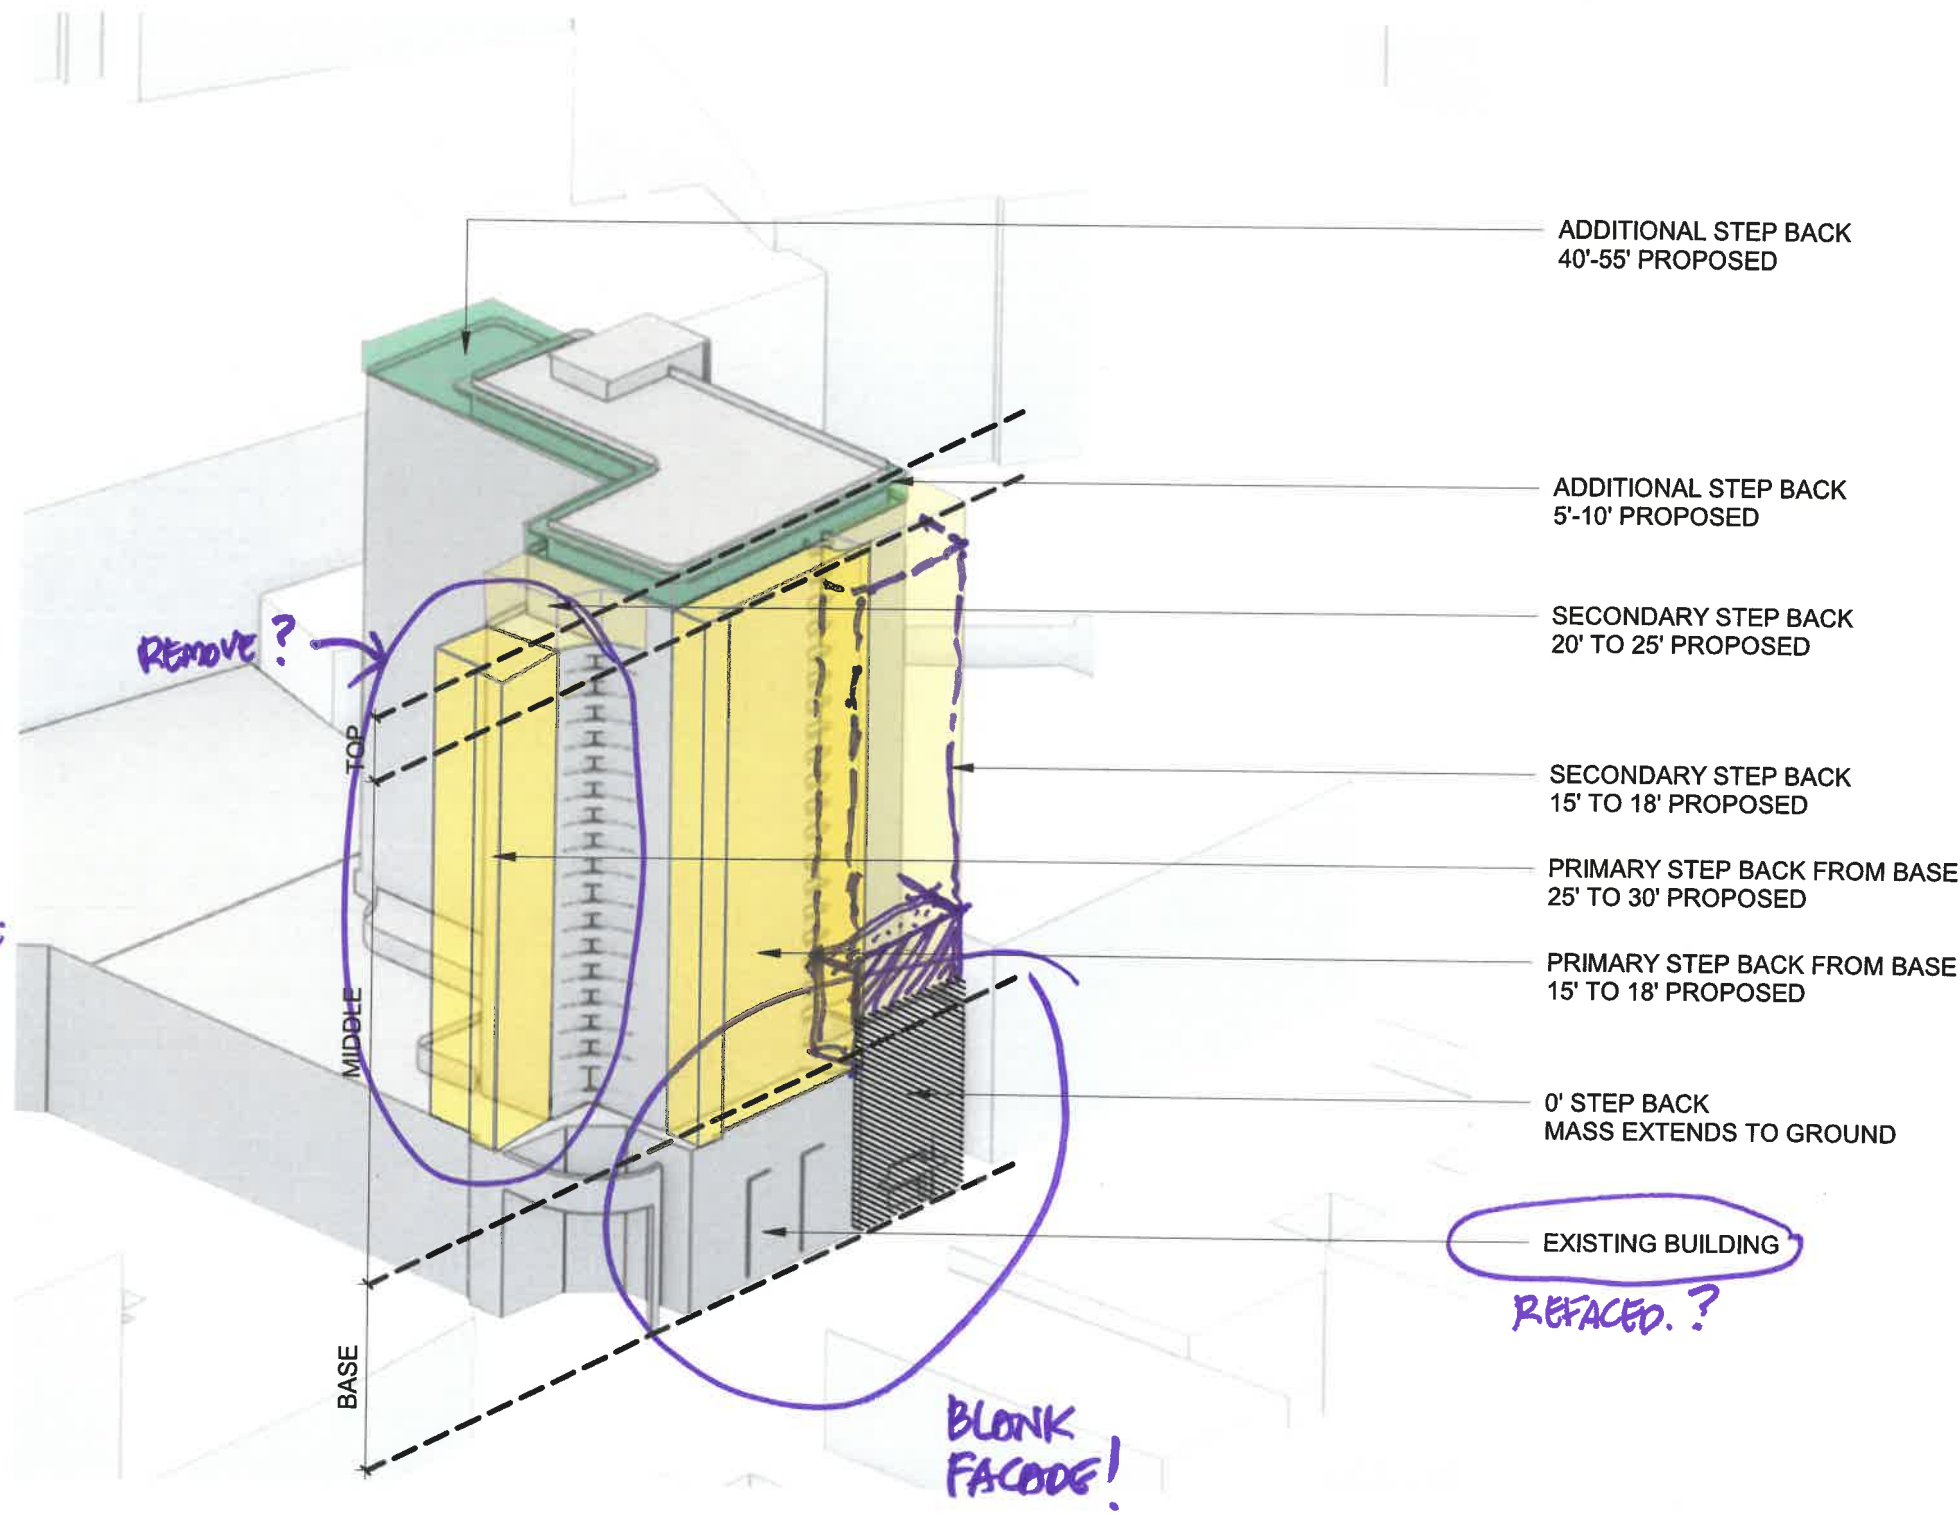 ADDITIONAL STEP BACK
40'-55' PROPOSED
ADDITIONAL STEP BACK
5'-10' PROPOSED
SECONDARY STEP BACK
20' TO 25' PROPOSED
REMOVE ?
TOP
SECONDARY STEP BACK
15' TO 18' PROPOSED
PRIMARY STEP BACK FROM BASE
25' TO 30' PROPOSED
PRIMARY STEP BACK FROM BASE
15' TO 18' PROPOSED
MIDDLE
0' STEP BACK
MASS EXTENDS TO GROUND
EXISTING BUILDING
REFACED. ?
BASE
BLANK
FACADE!